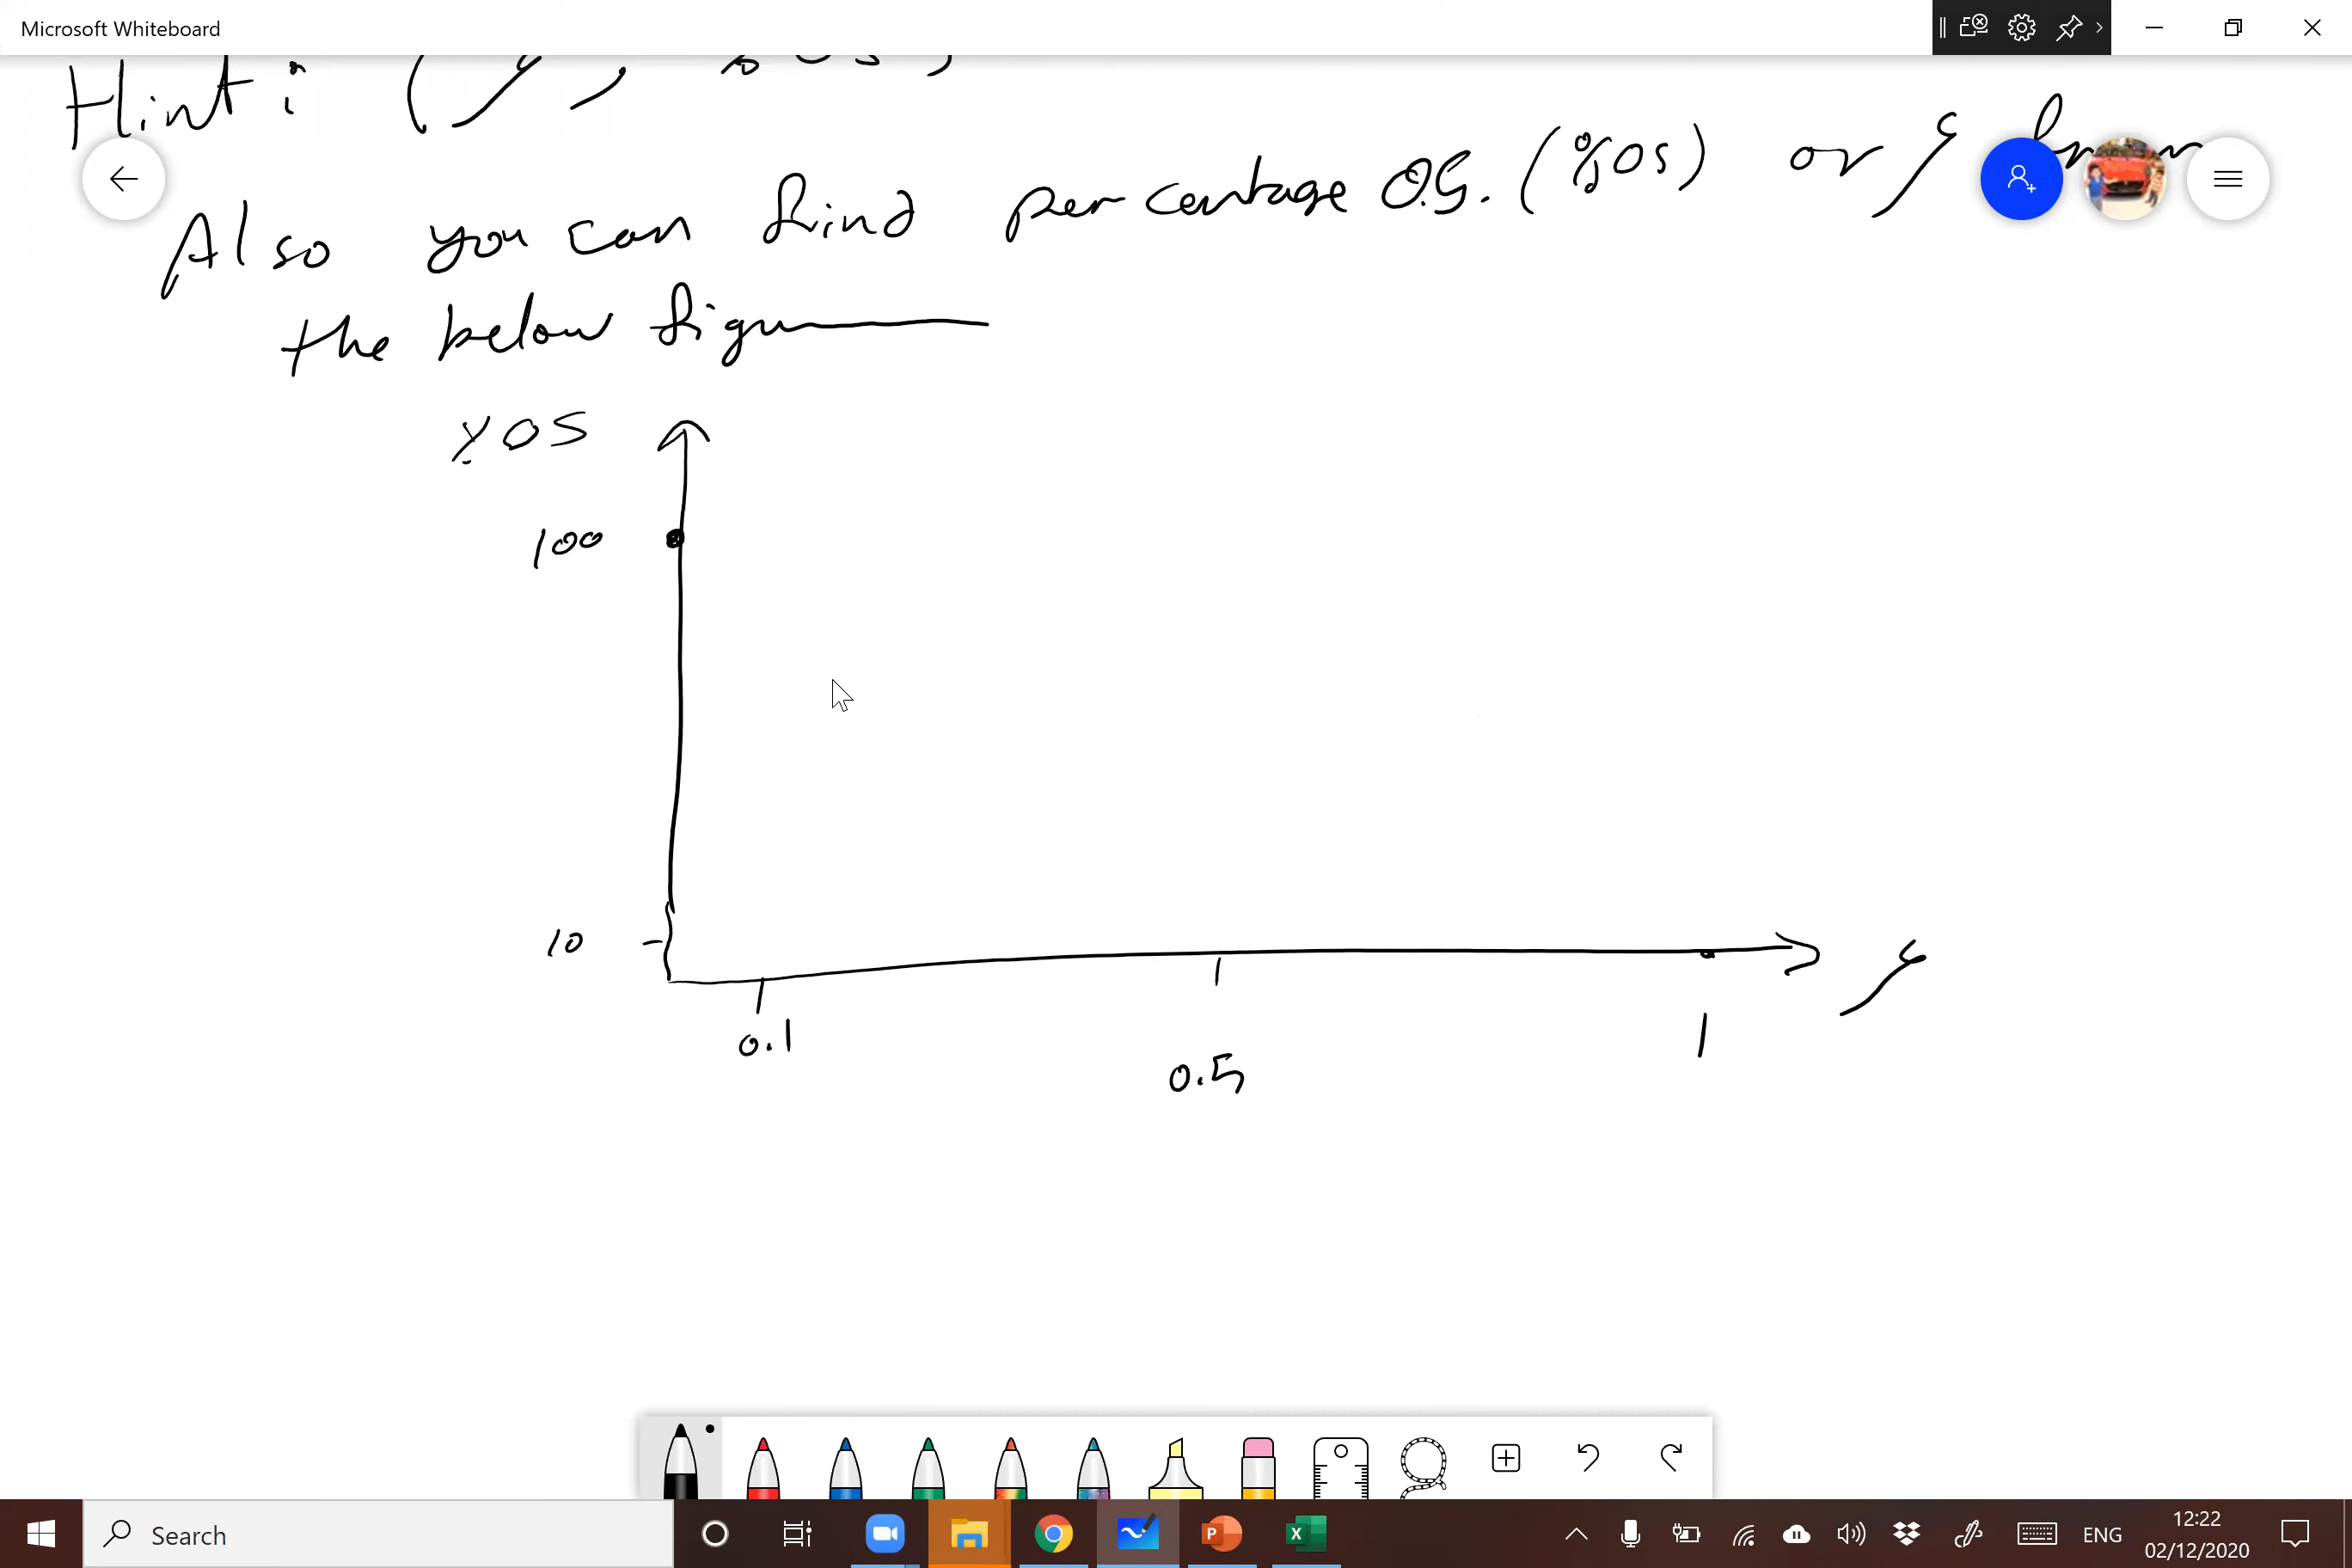 Microsoft Whiteboard
Hint :
Also you can find percentage O.S. (%OS) or ζ from
the below figure
%OS
100
10
0.1
0.5
1
ζ
Search
ENG
12:22
02/12/2020